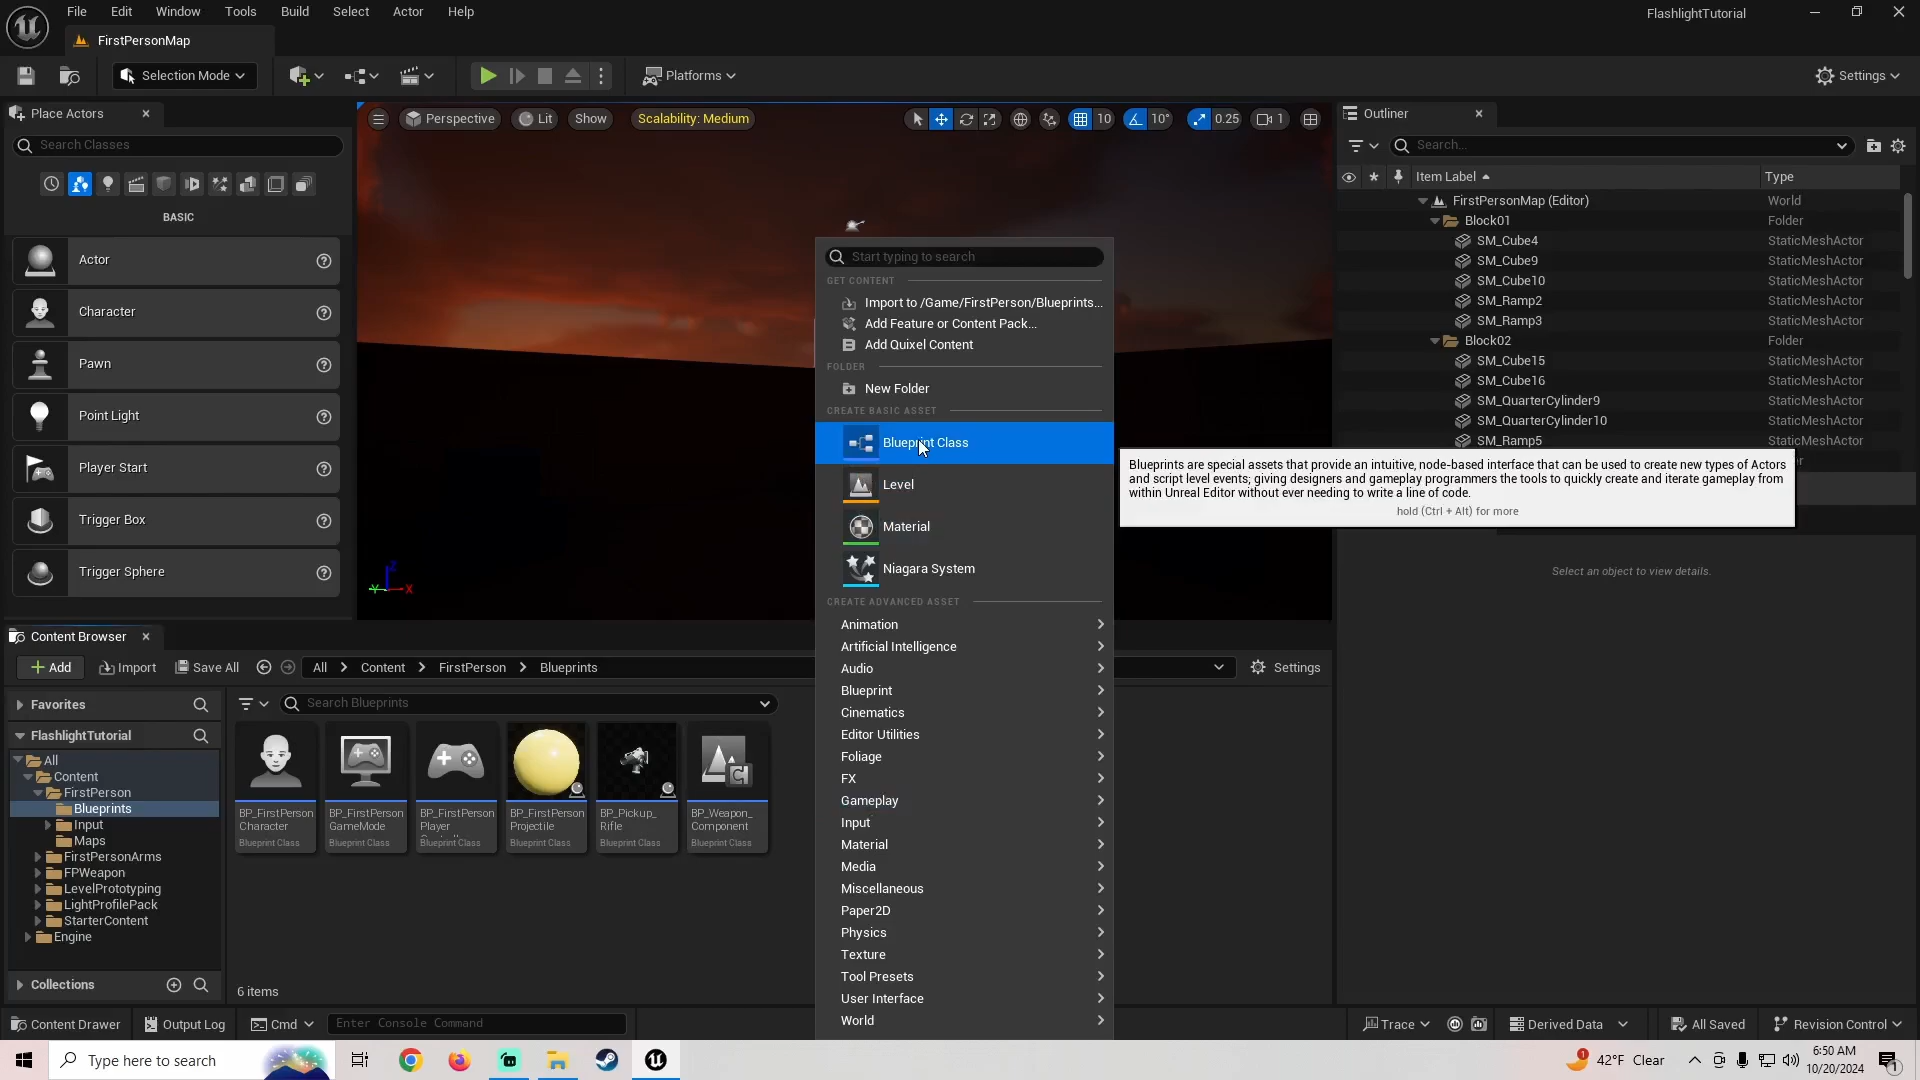 File Edit Window Tools Build Select Actor Help
FlashlightTutorial
FirstPersonMap
Selection Mode
Platforms
Settings
Place Actors
Search Classes
BASIC
Actor
Character
Pawn
Point Light
Player Start
Trigger Box
Trigger Sphere
Perspective Lit Show Scalability: Medium 10 10° 0.25 1
Z
Y X
Outliner
Search...
Item Label Type
FirstPersonMap (Editor) World
Block01 Folder
SM_Cube4 StaticMeshActor
SM_Cube9 StaticMeshActor
SM_Cube10 StaticMeshActor
SM_Ramp2 StaticMeshActor
SM_Ramp3 StaticMeshActor
Block02 Folder
SM_Cube15 StaticMeshActor
SM_Cube16 StaticMeshActor
SM_QuarterCylinder9 StaticMeshActor
SM_QuarterCylinder10 StaticMeshActor
SM_Ramp5 StaticMeshActor
Select an object to view details.
Start typing to search
GET CONTENT
Import to /Game/FirstPerson/Blueprints...
Add Feature or Content Pack...
Add Quixel Content
FOLDER
New Folder
CREATE BASIC ASSET
Blueprint Class
Level
Material
Niagara System
CREATE ADVANCED ASSET
Animation
Artificial Intelligence
Audio
Blueprint
Cinematics
Editor Utilities
Foliage
FX
Gameplay
Input
Material
Media
Miscellaneous
Paper2D
Physics
Texture
Tool Presets
User Interface
World
Blueprints are special assets that provide an intuitive, node-based interface that can be used to create new types of Actors
and script level events; giving designers and gameplay programmers the tools to quickly create and iterate gameplay from
within Unreal Editor without ever needing to write a line of code.
hold (Ctrl + Alt) for more
Content Browser
Add Import Save All All Content FirstPerson Blueprints Settings
Favorites
FlashlightTutorial
All
Content
FirstPerson
Blueprints
Input
Maps
FirstPersonArms
FPWeapon
LevelPrototyping
LightProfilePack
StarterContent
Engine
Collections
Search Blueprints
BP_FirstPerson
Character
Blueprint Class
BP_FirstPerson
GameMode
Blueprint Class
BP_FirstPerson
Player
Blueprint Class
BP_FirstPerson
Projectile
Blueprint Class
BP_Pickup_
Rifle
Blueprint Class
BP_Weapon_
Component
Blueprint Class
6 items
Content Drawer Output Log Cmd Enter Console Command
Trace Derived Data All Saved Revision Control
Type here to search
1 42°F Clear
6:50 AM
10/20/2024
1